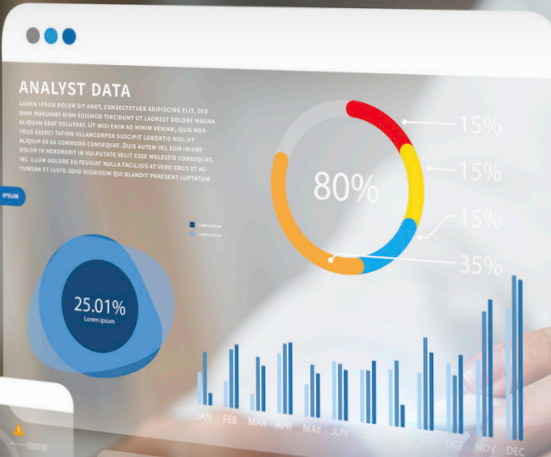 ANALYST DATA
LOREM IPSUM DOLOR SIT AMET, CONSECTETUER ADIPISCING ELIT, SED
DIEM NONUMMY NIBH EUISMOD TINCIDUNT UT LAOREET DOLORE MAGNA
ALIQUAM ERAT VOLUTPAT. UT WISI ENIM AD MINIM VENIAM, QUIS NOS-
TRUD EXERCI TATION ULLAMCORPER SUSCIPIT LOBORTIS NISL UT
ALIQUIP EX EA COMMODO CONSEQUAT. DUIS AUTEM VEL EUM IRIURE
DOLOR IN HENDRERIT IN VULPUTATE VELIT ESSE MOLESTIE CONSEQUAT,
VEL ILLUM DOLORE EU FEUGIAT NULLA FACILISIS AT VERO EROS ET AC-
CUMSAN ET IUSTO ODIO DIGNISSIM QUI BLANDIT PRAESENT LUPTATUM
IPSUM
80%
15%
15%
15%
35%
25.01%
Lorem ipsum
JAN FEB MAR APR MAY JUN OCT NOV DEC